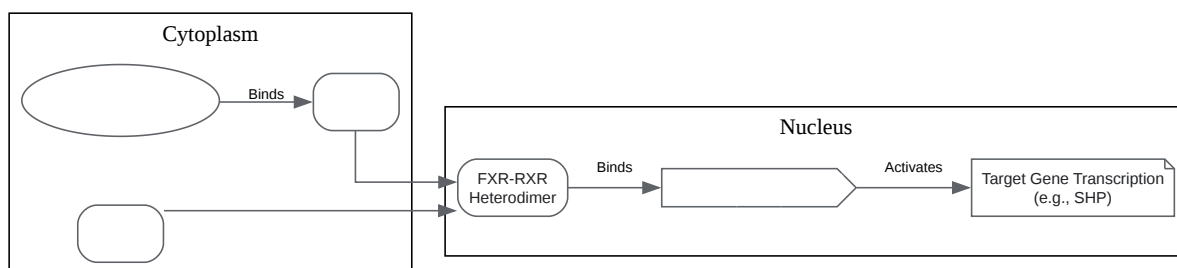 Cytoplasm
Binds
Nucleus
FXR-RXR
Heterodimer
Binds
Activates
Target Gene Transcription
(e.g., SHP)